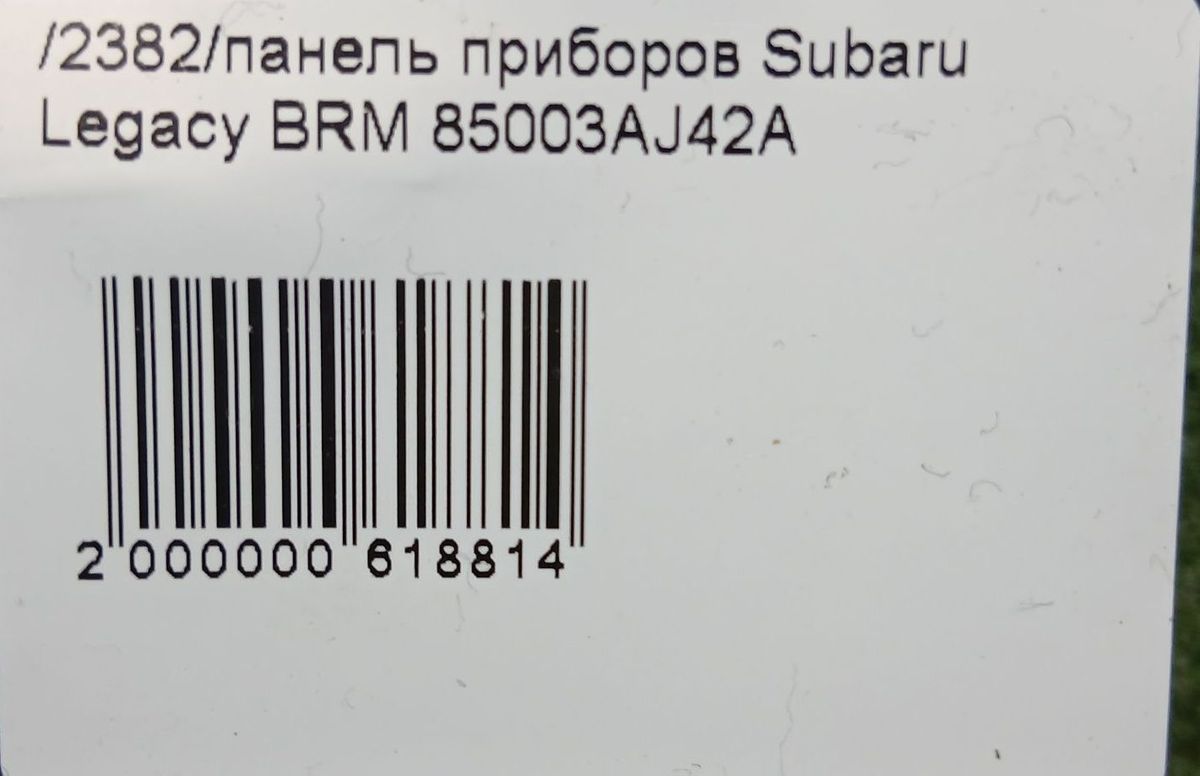 /2382/панель приборов Subaru
Legacy BRM 85003AJ42A
2 000000 618814